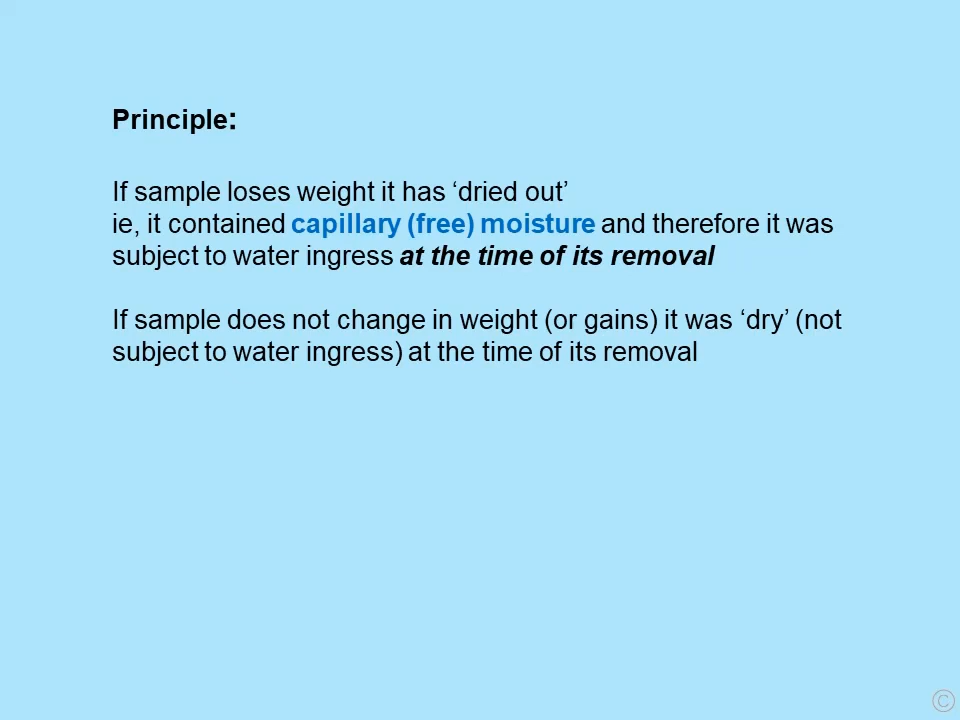 Principle:
If sample loses weight it has ‘dried out’
ie, it contained capillary (free) moisture and therefore it was
subject to water ingress at the time of its removal
If sample does not change in weight (or gains) it was ‘dry’ (not
subject to water ingress) at the time of its removal
©